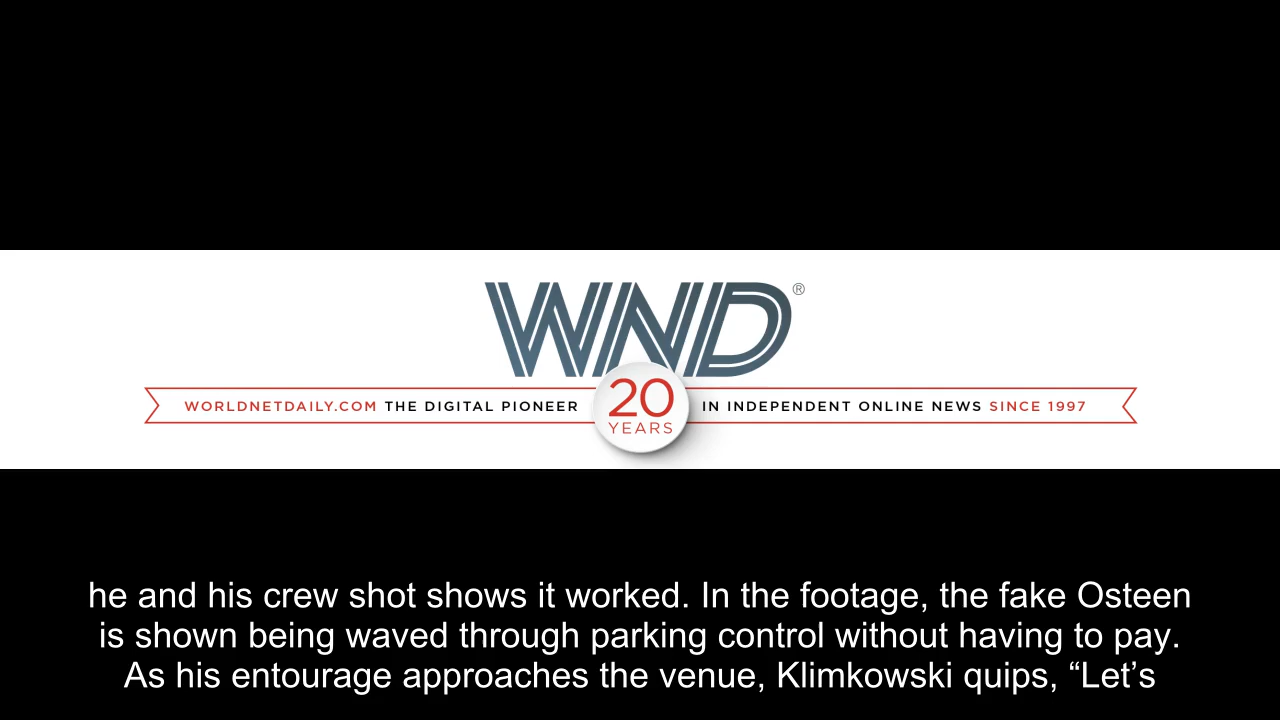 WND®
WORLDNETDAILY.COM THE DIGITAL PIONEER
20
YEARS
IN INDEPENDENT ONLINE NEWS SINCE 1997
he and his crew shot shows it worked. In the footage, the fake Osteen
is shown being waved through parking control without having to pay.
As his entourage approaches the venue, Klimkowski quips, “Let’s